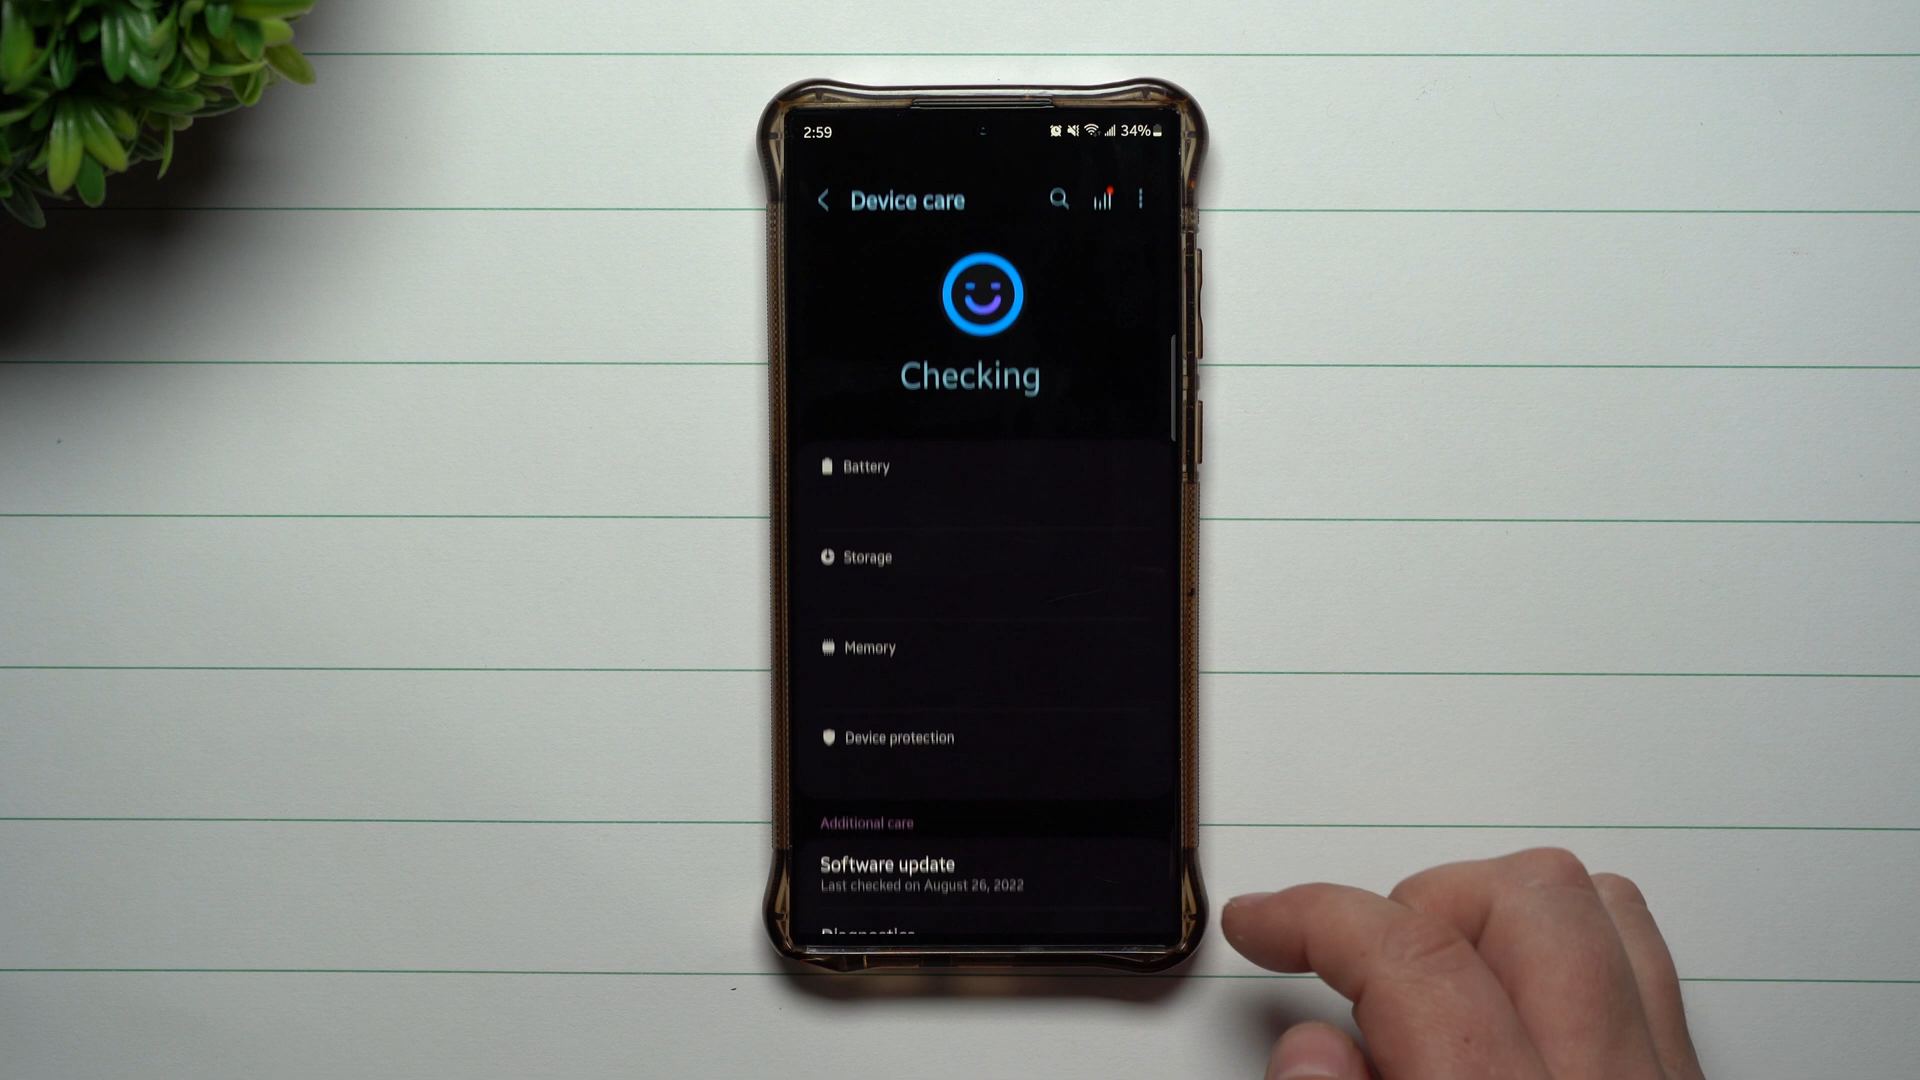 2:59 34%
Device care
Checking
Battery
Storage
Memory
Device protection
Additional care
Software update
Last checked on August 26, 2022
Diagnostics